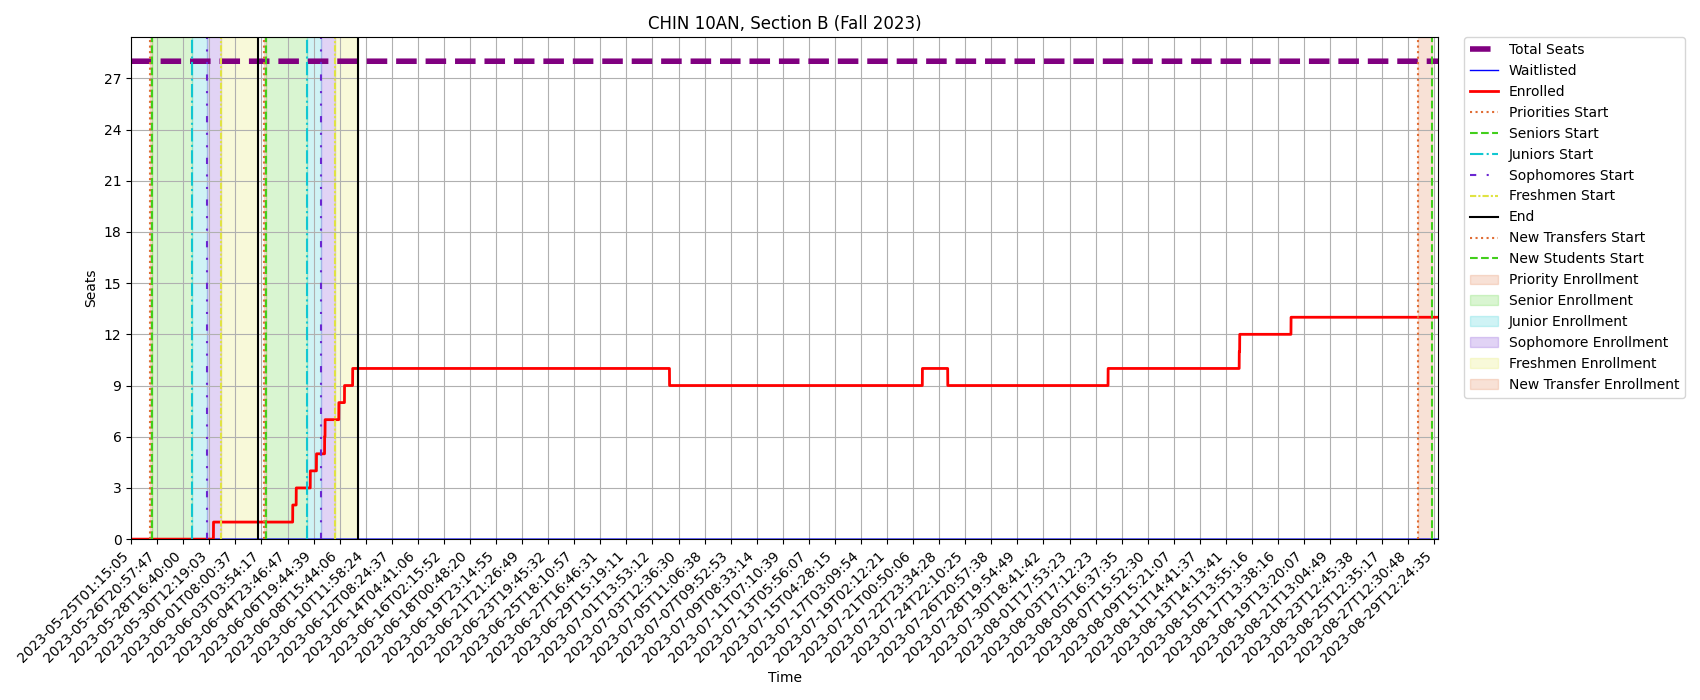 CHIN 10AN, Section B (Fall 2023)
Seats
27
24
21
18
15
12
9
6
3
0
2023-05-25T01:15:05
2023-05-26T20:57:47
2023-05-28T16:40:00
2023-05-30T12:19:03
2023-06-01T08:00:37
2023-06-03T03:54:17
2023-06-04T23:46:47
2023-06-06T19:44:39
2023-06-08T15:44:06
2023-06-10T11:58:24
2023-06-12T08:24:37
2023-06-14T04:41:06
2023-06-16T02:15:52
2023-06-18T00:48:20
2023-06-19T23:14:55
2023-06-21T21:26:49
2023-06-23T19:45:32
2023-06-25T18:10:57
2023-06-27T16:46:31
2023-06-29T15:19:11
2023-07-01T13:53:12
2023-07-03T12:36:30
2023-07-05T11:06:38
2023-07-07T09:52:53
2023-07-09T08:33:14
2023-07-11T07:10:39
2023-07-13T05:56:07
2023-07-15T04:28:15
2023-07-17T03:09:54
2023-07-19T02:12:21
2023-07-21T00:50:06
2023-07-22T23:34:28
2023-07-24T22:10:25
2023-07-26T20:57:38
2023-07-28T19:54:49
2023-07-30T18:41:42
2023-08-01T17:53:23
2023-08-03T17:12:23
2023-08-05T16:37:35
2023-08-07T15:52:30
2023-08-09T15:21:07
2023-08-11T14:41:37
2023-08-13T14:13:41
2023-08-15T13:55:16
2023-08-17T13:38:16
2023-08-19T13:20:07
2023-08-21T13:04:49
2023-08-23T12:45:38
2023-08-25T12:35:17
2023-08-27T12:30:48
2023-08-29T12:24:35
Time
Total Seats
Waitlisted
Enrolled
Priorities Start
Seniors Start
Juniors Start
Sophomores Start
Freshmen Start
End
New Transfers Start
New Students Start
Priority Enrollment
Senior Enrollment
Junior Enrollment
Sophomore Enrollment
Freshmen Enrollment
New Transfer Enrollment